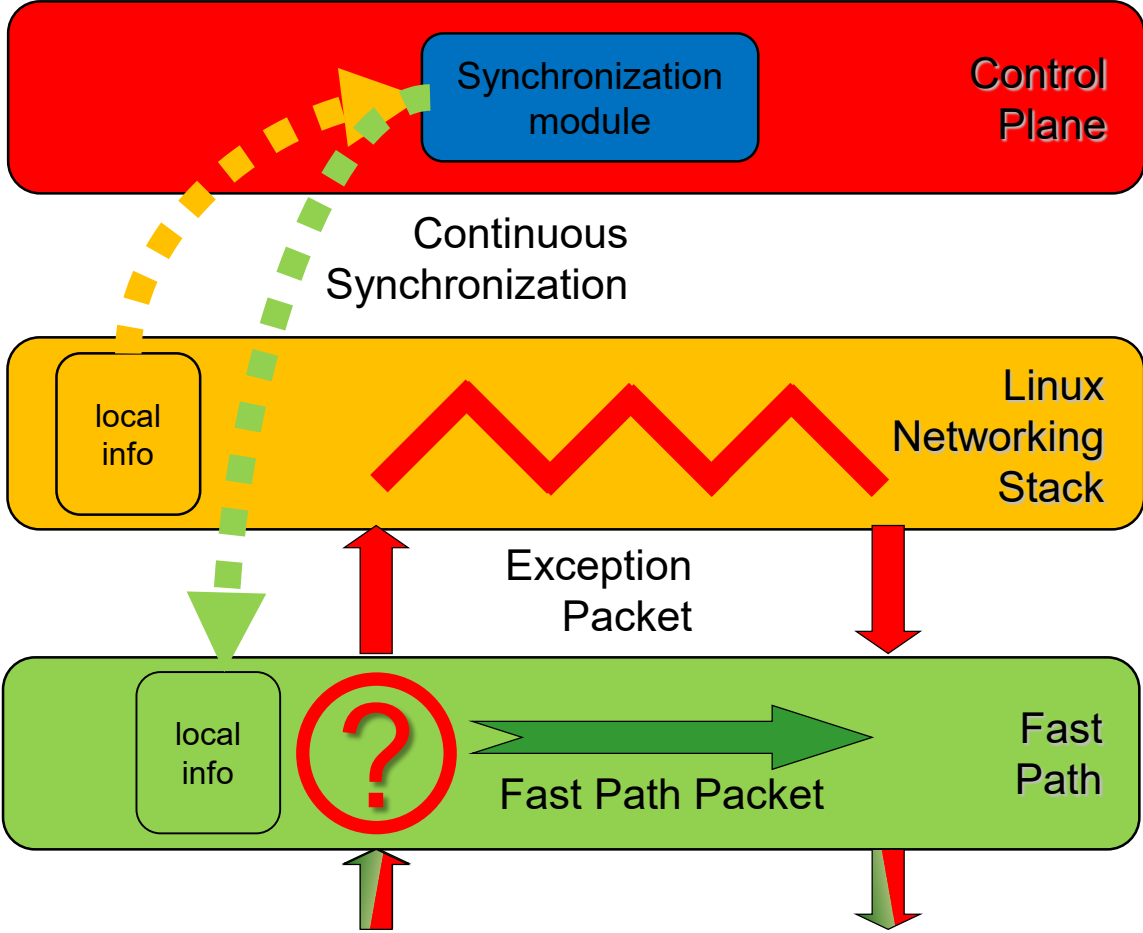 Synchronization
module
Control
Plane
Continuous
Synchronization
local
info
Linux
Networking
Stack
Exception
Packet
local
info
?
Fast Path Packet
Fast
Path